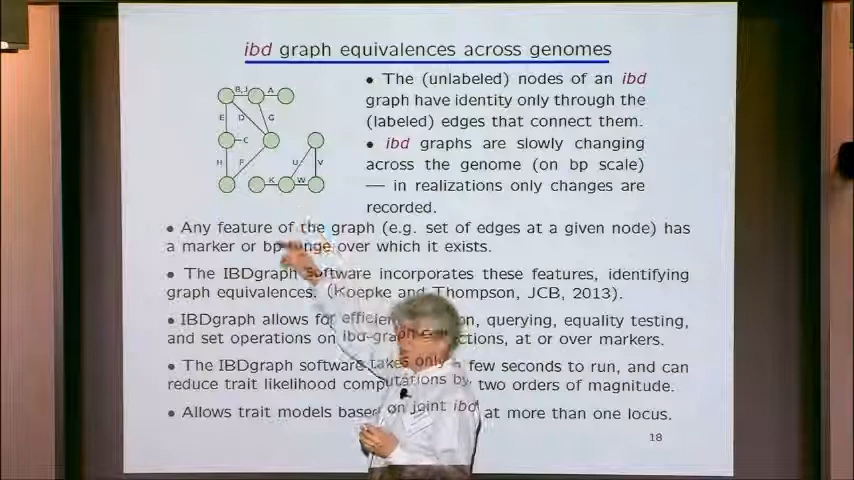 ibd graph equivalences across genomes
B,J A
E D G
C
H F
U V
K W
• The (unlabeled) nodes of an ibd
graph have identity only through the
(labeled) edges that connect them.
• ibd graphs are slowly changing
across the genome (on bp scale)
— in realizations only changes are
recorded.
• Any feature of the graph (e.g. set of edges at a given node) has
a marker or bp range over which it exists.
• The IBDgraph software incorporates these features, identifying
graph equivalences. (Koepke and Thompson, JCB, 2013).
• IBDgraph allows for querying, equality testing,
and set operations on ibd-graph at or over markers.
• The IBDgraph software takes only few seconds to run, and can
reduce trait likelihood computations by two orders of magnitude.
• Allows trait models based on joint ibd at more than one locus.
18